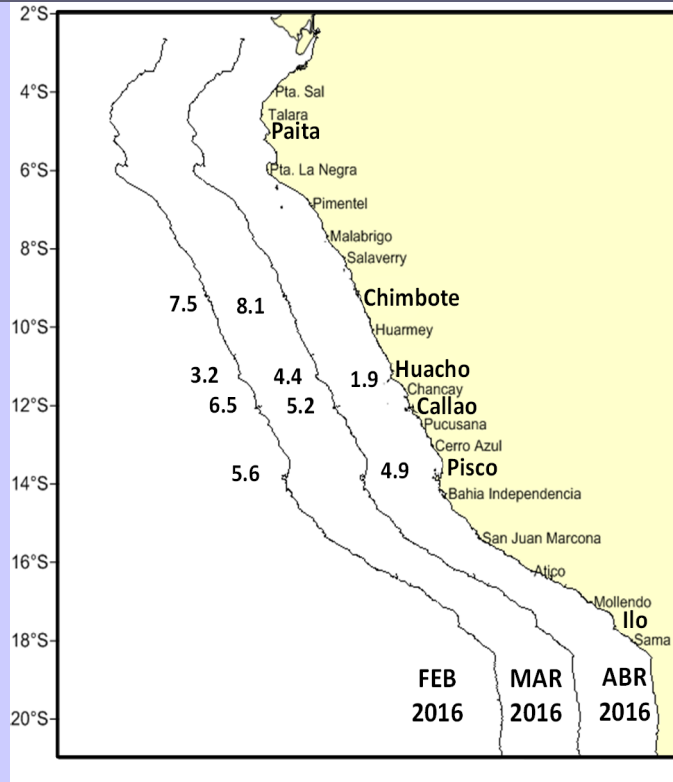 2°S
4°S
Pta. Sal
Talara
Paita
6°S
Pta. La Negra
Pimentel
Malabrigo
8°S
Salaverry
7.5 8.1 Chimbote
10°S
Huarmey
3.2 4.4 1.9 Huacho
Chancay
12°S 6.5 5.2 Callao
Pucusana
Cerro Azul
14°S 5.6 4.9 Pisco
Bahia Independencia
San Juan Marcona
16°S
Atico
Mollendo
Ilo
18°S Sama
FEB MAR ABR
20°S 2016 2016 2016